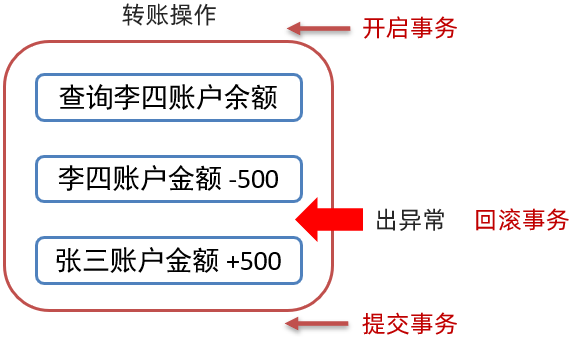 转账操作
开启事务
查询李四账户余额
李四账户金额 -500
出异常 回滚事务
张三账户金额 +500
提交事务